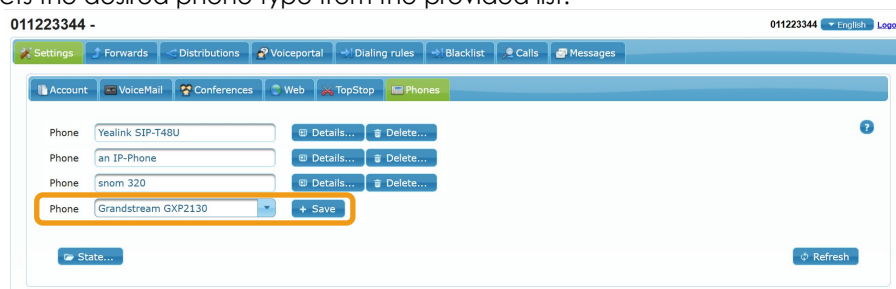 ets the desired phone type from the provided list.
011223344 - 011223344 English Logo
Settings Forwards Distributions Voiceportal Dialing rules Blacklist Calls Messages
Account VoiceMail Conferences Web TopStop Phones
Phone Yealink SIP-T48U Details... Delete... ?
Phone an IP-Phone Details... Delete...
Phone snom 320 Details... Delete...
Phone Grandstream GXP2130 + Save
State... Refresh